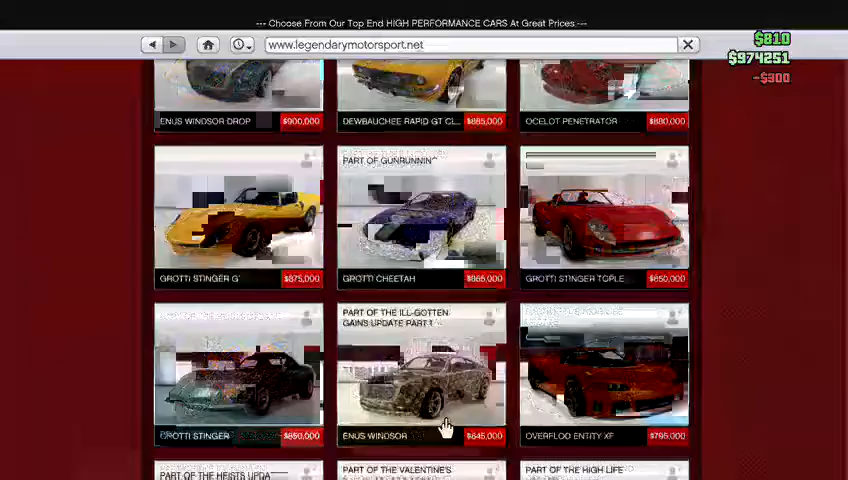 --- Choose From Our Top End HIGH PERFORMANCE CARS At Great Prices ---
www.legendarymotorsport.net
$810
$974251
-$300
ENUS WINDSOR DROP $900,000
DEWBAUCHEE RAPID GT CL... $885,000
OCELOT PENETRATOR $880,000
PART OF GUNRUNNIN
GROTTI STINGER G $875,000
GROTTI CHEETAH $865,000
GROTTI STINGER TOPLE $850,000
PART OF THE ILL-GOTTEN
GAINS UPDATE PART 1
GROTTI STINGER $850,000
ENUS WINDSOR $845,000
OVERFLOD ENTITY XF $795,000
PART OF THE HEISTS UPDA
PART OF THE VALENTINE'S
PART OF THE HIGH LIFE